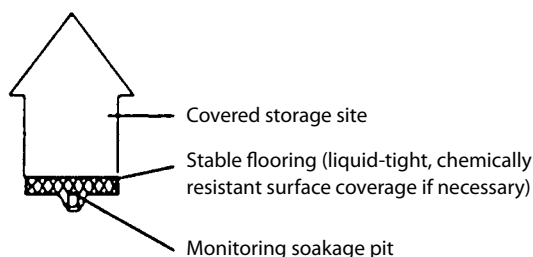 Covered storage site
Stable flooring (liquid-tight, chemically
resistant surface coverage if necessary)
Monitoring soakage pit